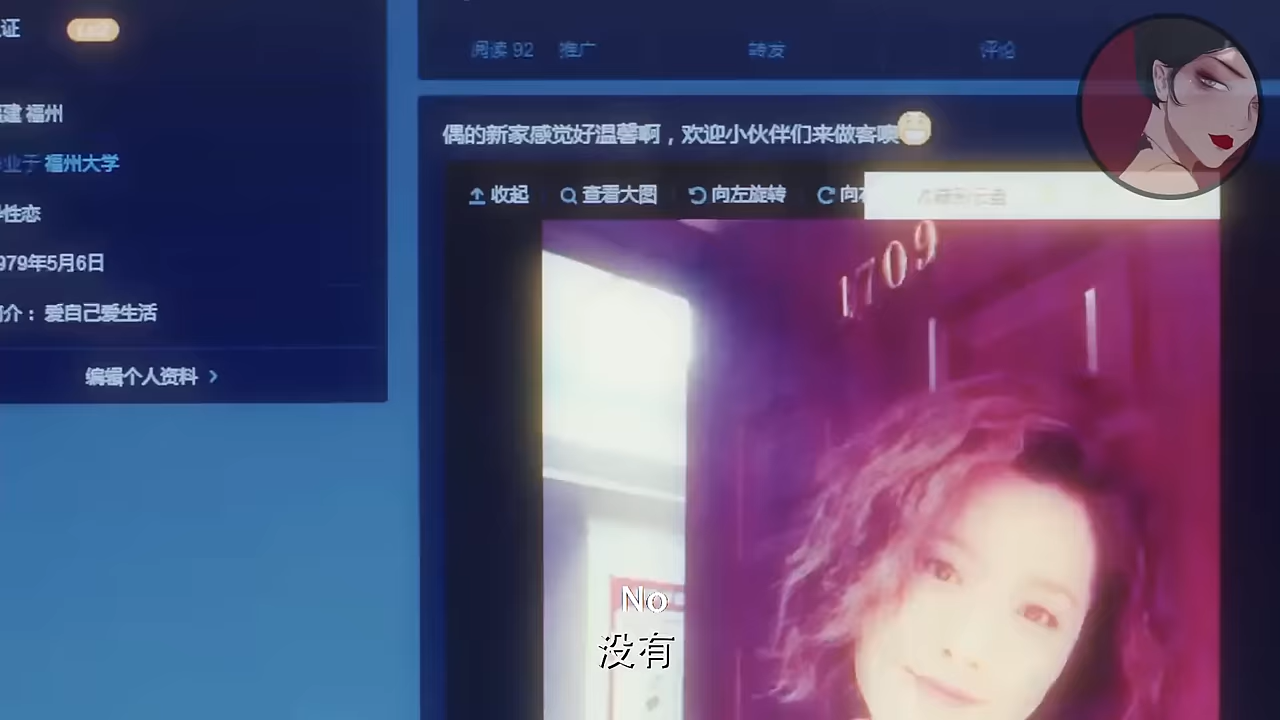 证
阅读 92 推广 转发 评论
建 福州
业于 福州大学
性恋
979年5月6日
介： 爱自己爱生活
编辑个人资料 >
偶的新家感觉好温馨啊，欢迎小伙伴们来做客噢
收起 查看大图 向左旋转 向
1709
No
没有